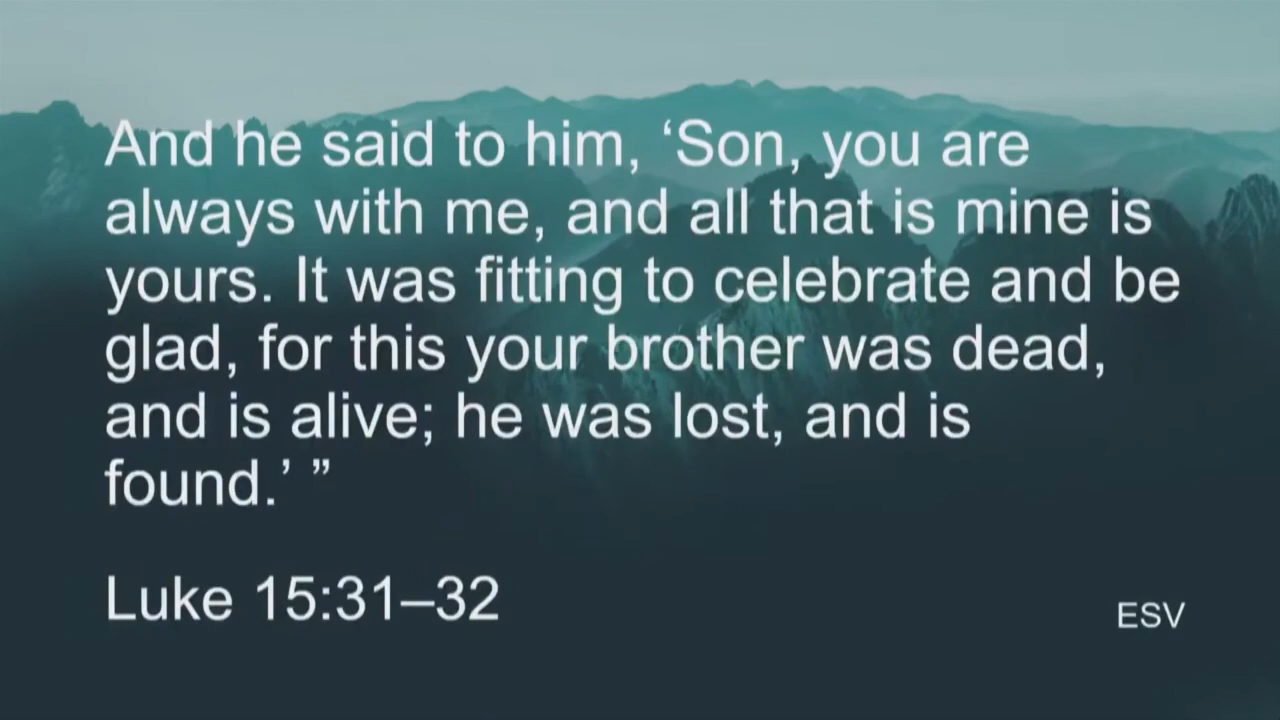 And he said to him, ‘Son, you are
always with me, and all that is mine is
yours. It was fitting to celebrate and be
glad, for this your brother was dead,
and is alive; he was lost, and is
found.’ ”
Luke 15:31–32
ESV